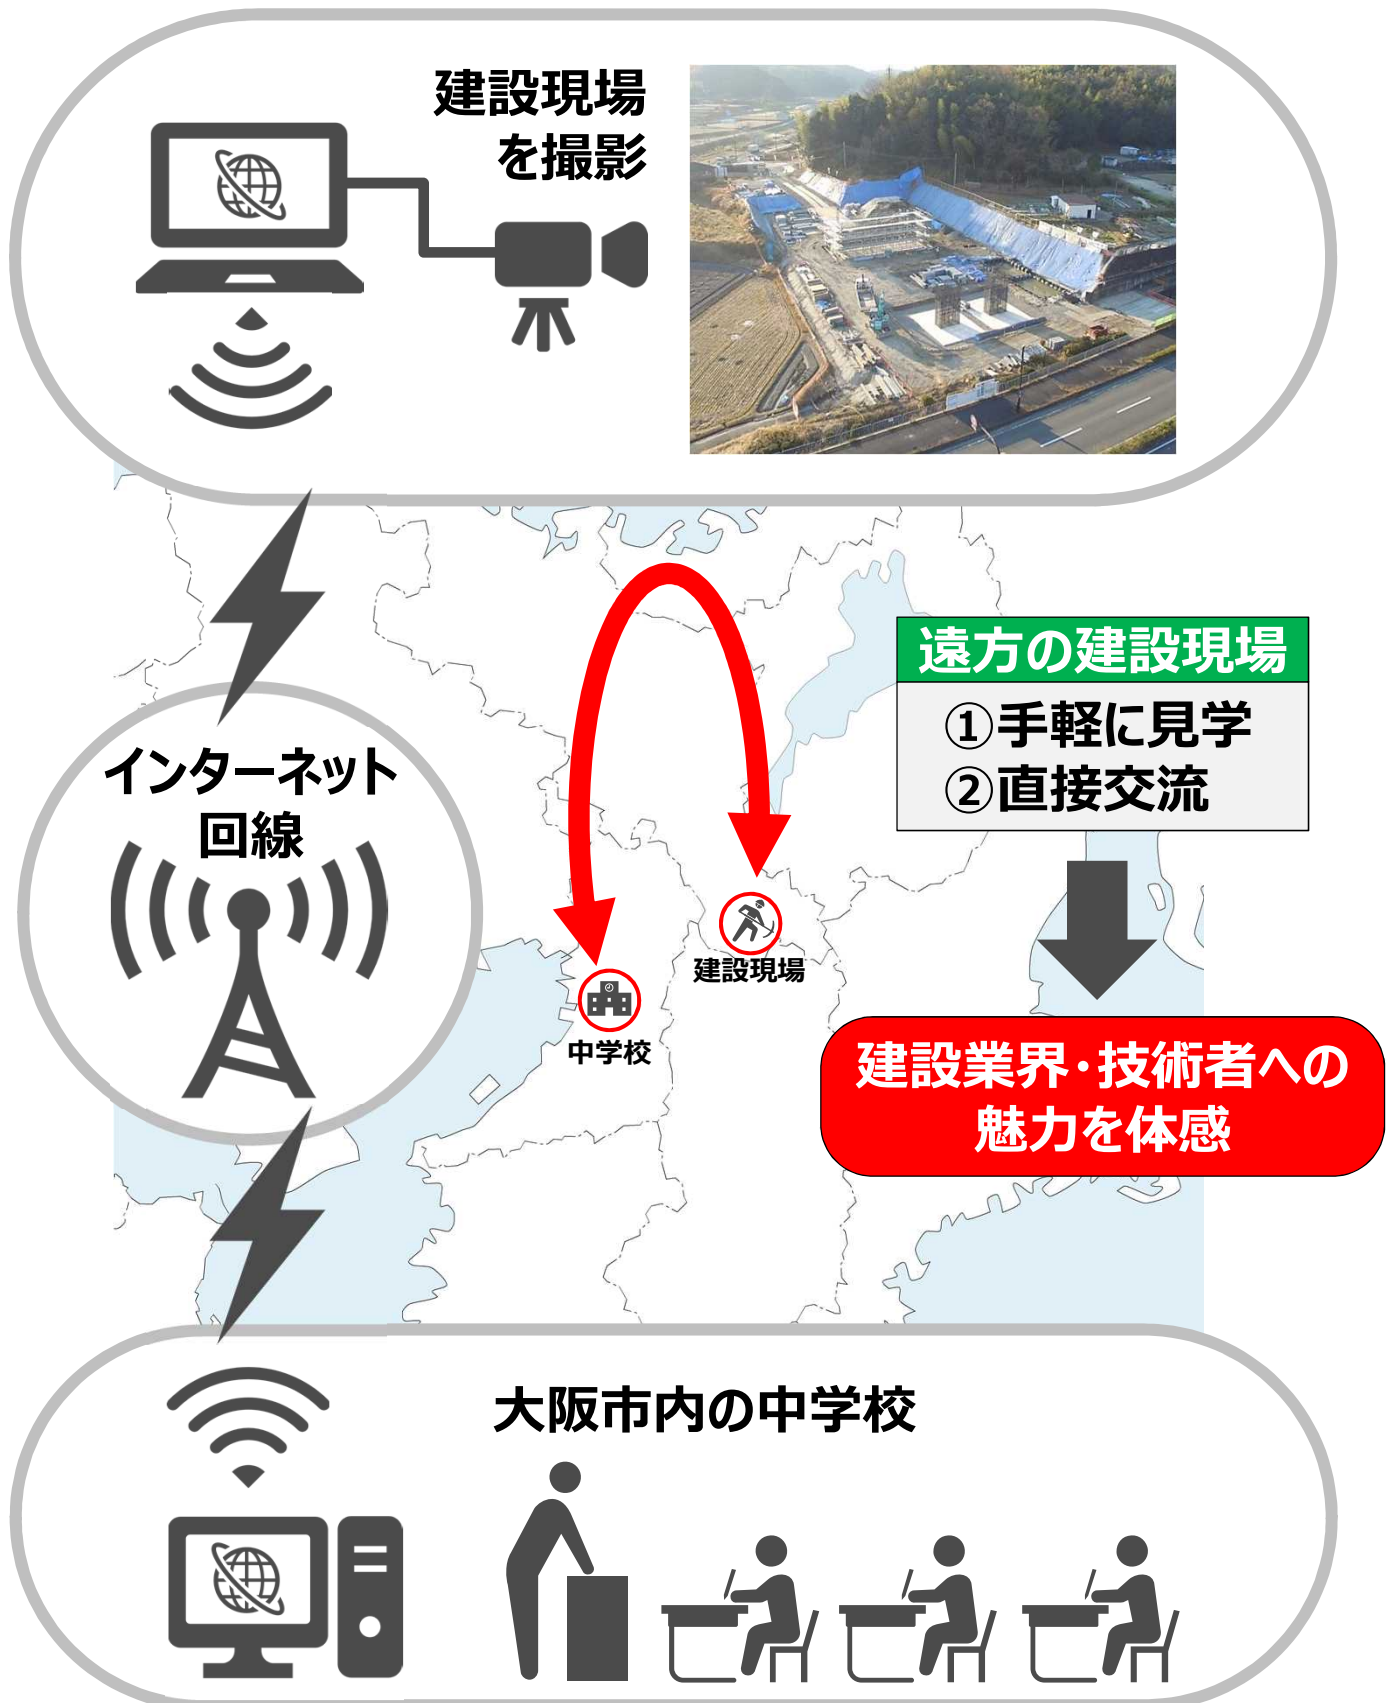 建設現場
を撮影
遠方の建設現場
①手軽に見学
②直接交流
インターネット
回線
建設現場
中学校
建設業界・技術者への
魅力を体感
大阪市内の中学校